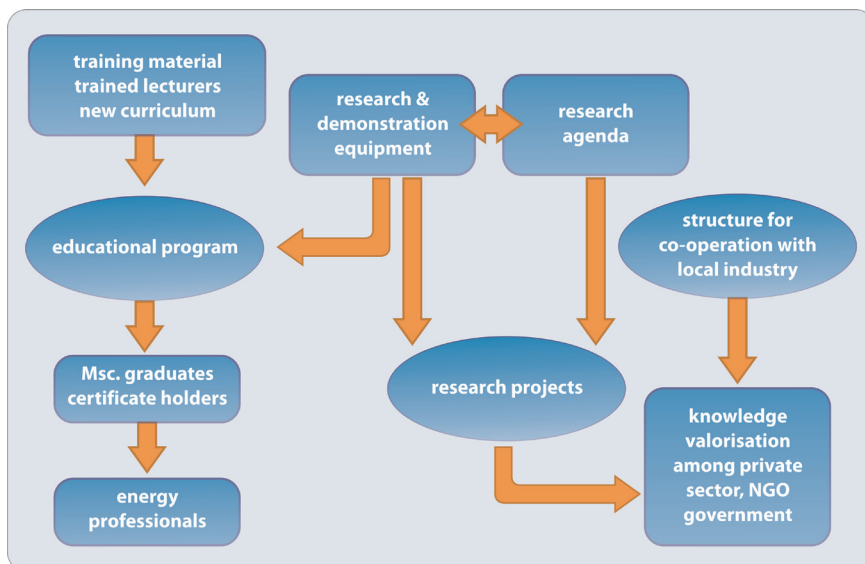 training material
trained lecturers
new curriculum
research &
demonstration
equipment
research
agenda
educational program
structure for
co-operation with
local industry
Msc. graduates
certificate holders
research projects
knowledge
valorisation
among private
sector, NGO
government
energy
professionals